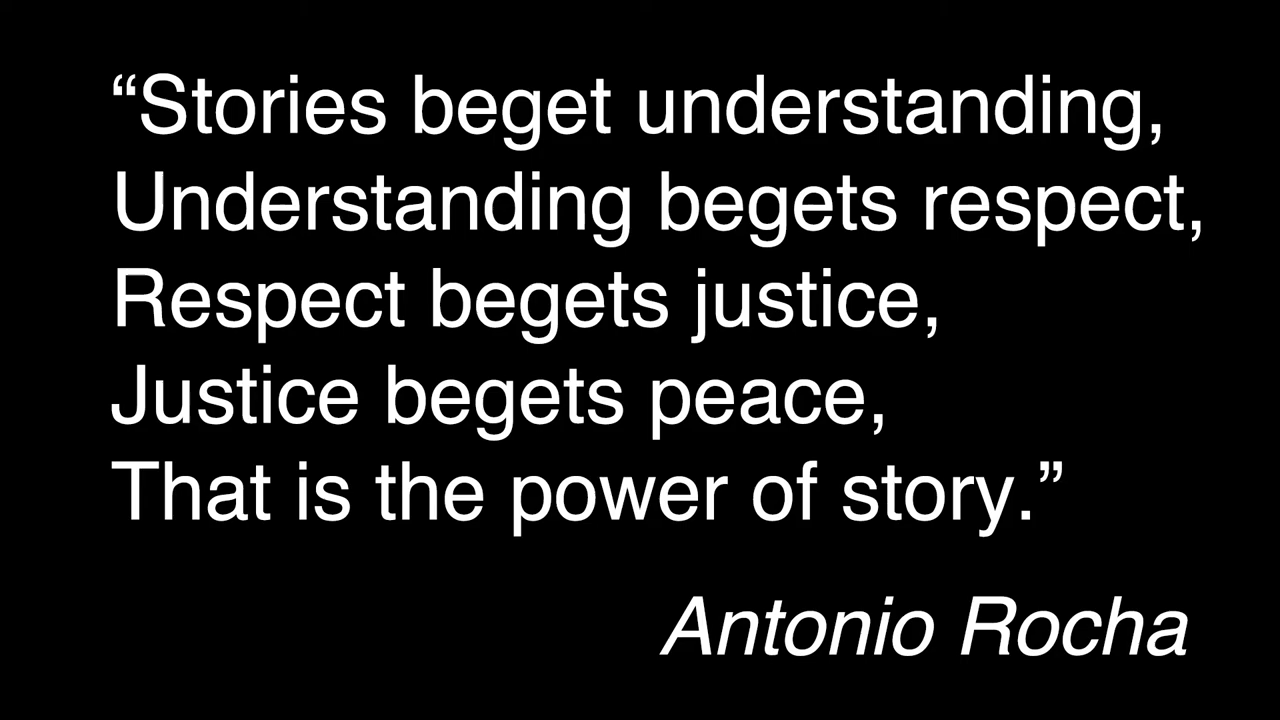 “Stories beget understanding,
Understanding begets respect,
Respect begets justice,
Justice begets peace,
That is the power of story.”
Antonio Rocha